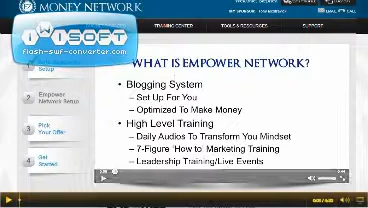 MONEY NETWORK
TRAINING CENTER
TOOLS & RESOURCES
SUPPORT
iWiSOFT
flash-swf-converter.com
Setup
2
Empower
Network Setup
3
Pick
Your Offer
4
Get
Started
WHAT IS EMPOWER NETWORK?
• Blogging System
– Set Up For You
– Optimized To Make Money
• High Level Training
– Daily Audios To Transform You Mindset
– 7-Figure 'How to' Marketing Training
– Leadership Training/Live Events